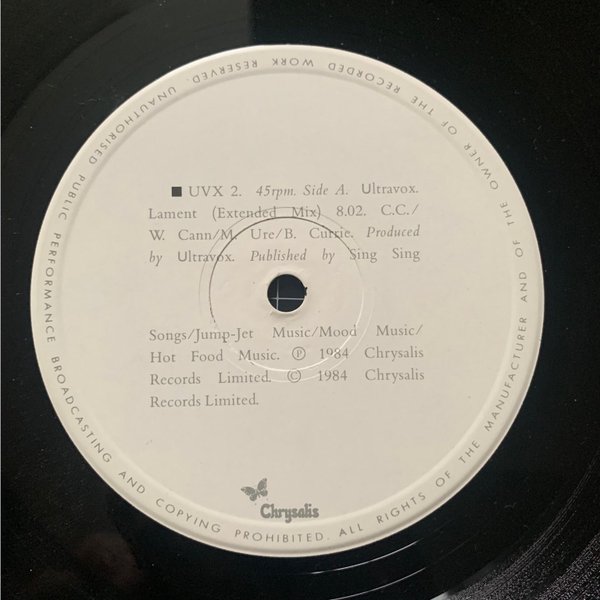 ■ UVX 2. 45rpm. Side A. Ultravox.
Lament (Extended Mix) 8.02. C.C./
W. Cann/M. Ure/B. Currie. Produced
by Ultravox. Published by Sing Sing
Songs/Jump-Jet Music/Mood Music/
Hot Food Music. Ⓟ 1984 Chrysalis
Records Limited. © 1984 Chrysalis
Records Limited.
Chrysalis
ALL RIGHTS OF THE MANUFACTURER AND OF THE OWNER OF THE RECORDED WORK RESERVED. UNAUTHORISED PUBLIC PERFORMANCE BROADCASTING AND COPYING PROHIBITED.